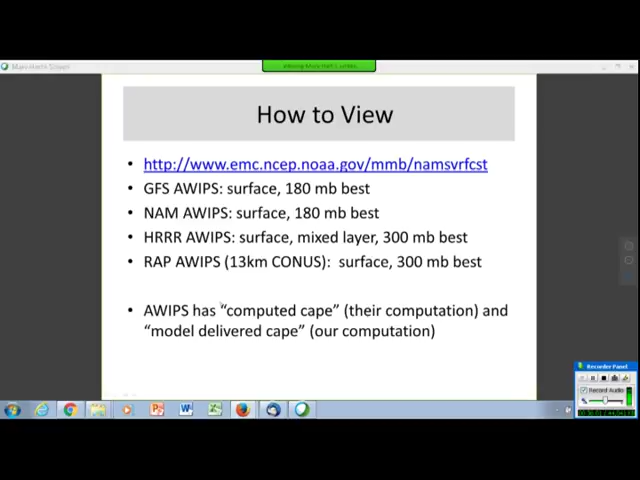 How to View
• http://www.emc.ncep.noaa.gov/mmb/namsvrfcst
• GFS AWIPS: surface, 180 mb best
• NAM AWIPS: surface, 180 mb best
• HRRR AWIPS: surface, mixed layer, 300 mb best
• RAP AWIPS (13km CONUS): surface, 300 mb best
• AWIPS has “computed cape” (their computation) and
“model delivered cape” (our computation)
Recorder Panel
Record Audio